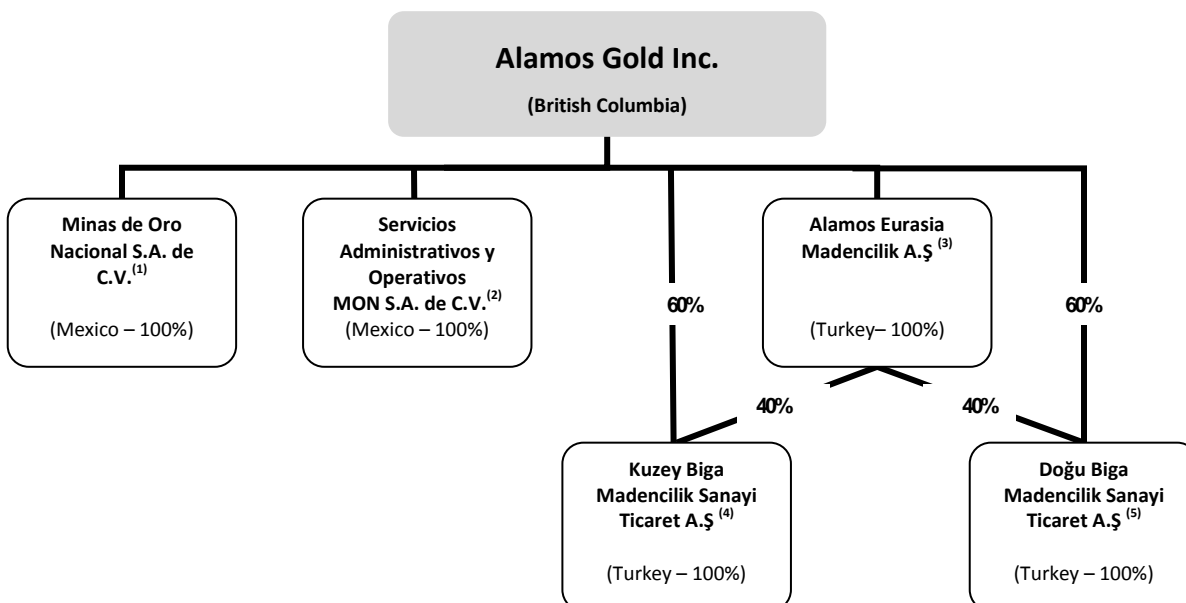 Alamos Gold Inc.
(British Columbia)
Minas de Oro
Nacional S.A. de
C.V.(1)
(Mexico – 100%)
Servicios
Administrativos y
Operativos
MON S.A. de C.V.(2)
(Mexico – 100%)
Alamos Eurasia
Madencilik A.Ş (3)
(Turkey– 100%)
60%
60%
40%
40%
Kuzey Biga
Madencilik Sanayi
Ticaret A.Ş (4)
(Turkey – 100%)
Doğu Biga
Madencilik Sanayi
Ticaret A.Ş (5)
(Turkey – 100%)